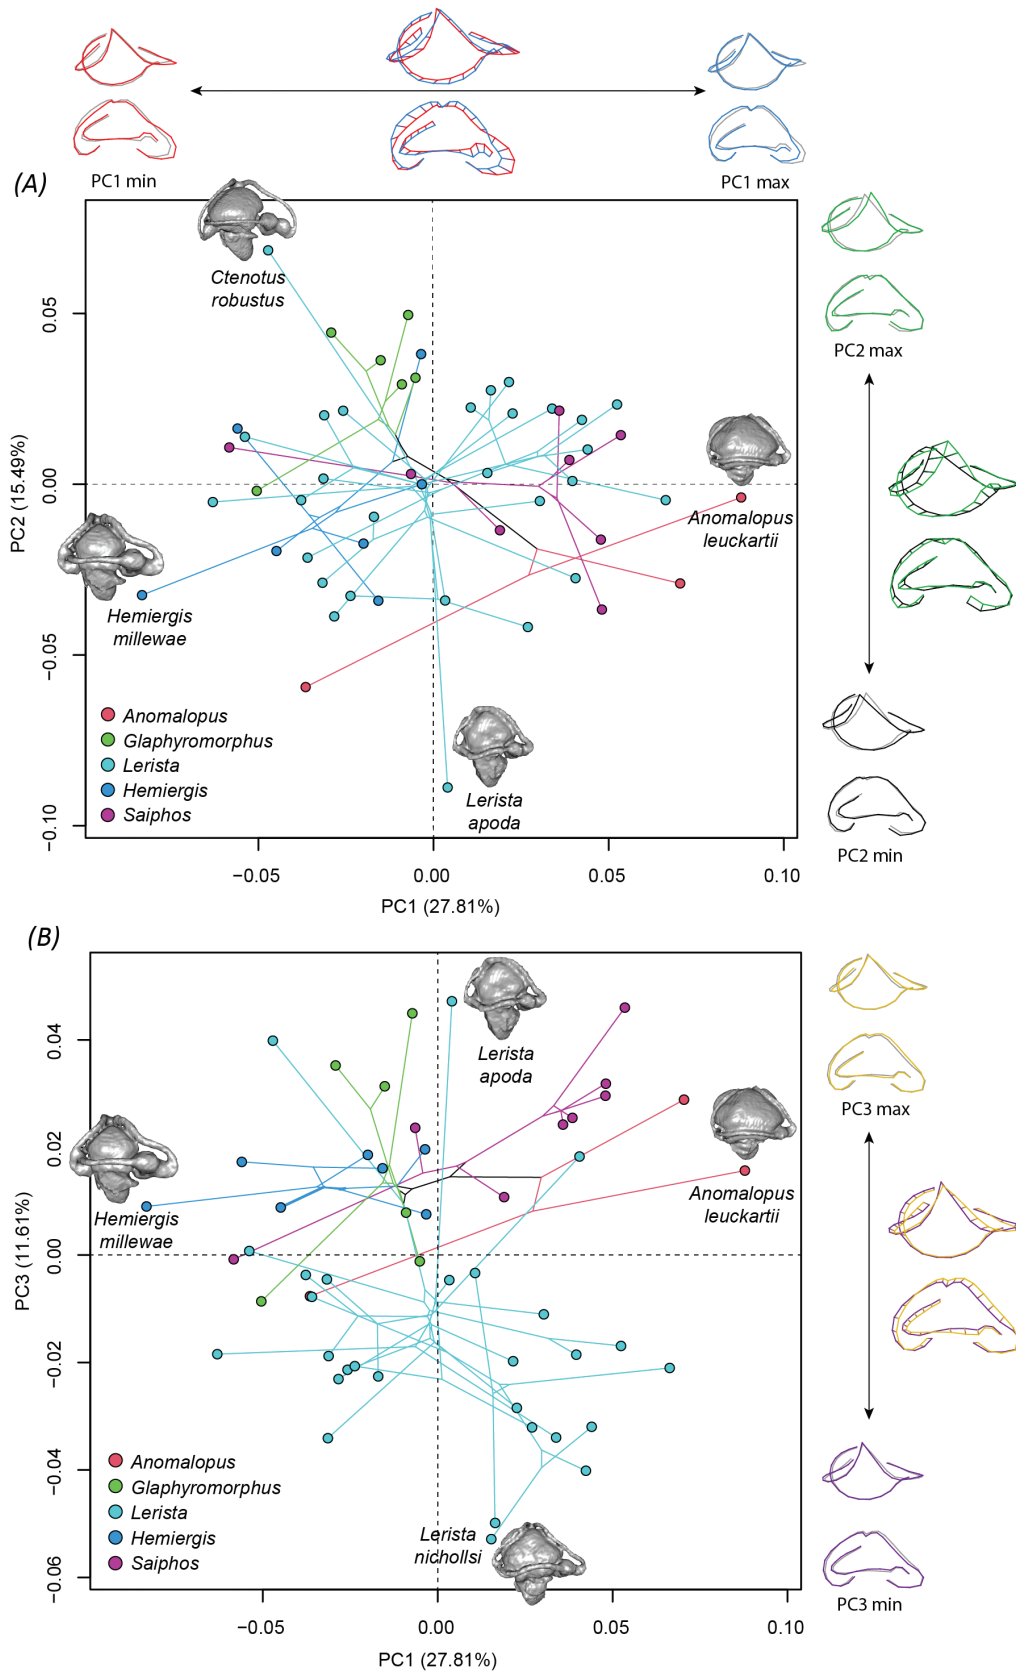 PC1 min
PC1 max
(A)
Ctenotus
robustus
PC2 max
Anomalopus
leuckartii
Hemiergis
millewae
Lerista
apoda
Anomalopus
Glaphyromorphus
Lerista
Hemiergis
Saiphos
PC2 min
0.05
0.00
−0.05
−0.10
PC2 (15.49%)
−0.05
0.00
0.05
0.10
PC1 (27.81%)
(B)
Lerista
apoda
PC3 max
Anomalopus
leuckartii
Hemiergis
millewae
Lerista
nichollsi
Anomalopus
Glaphyromorphus
Lerista
Hemiergis
Saiphos
PC3 min
0.04
0.02
0.00
−0.02
−0.04
−0.06
PC3 (11.61%)
−0.05
0.00
0.05
0.10
PC1 (27.81%)